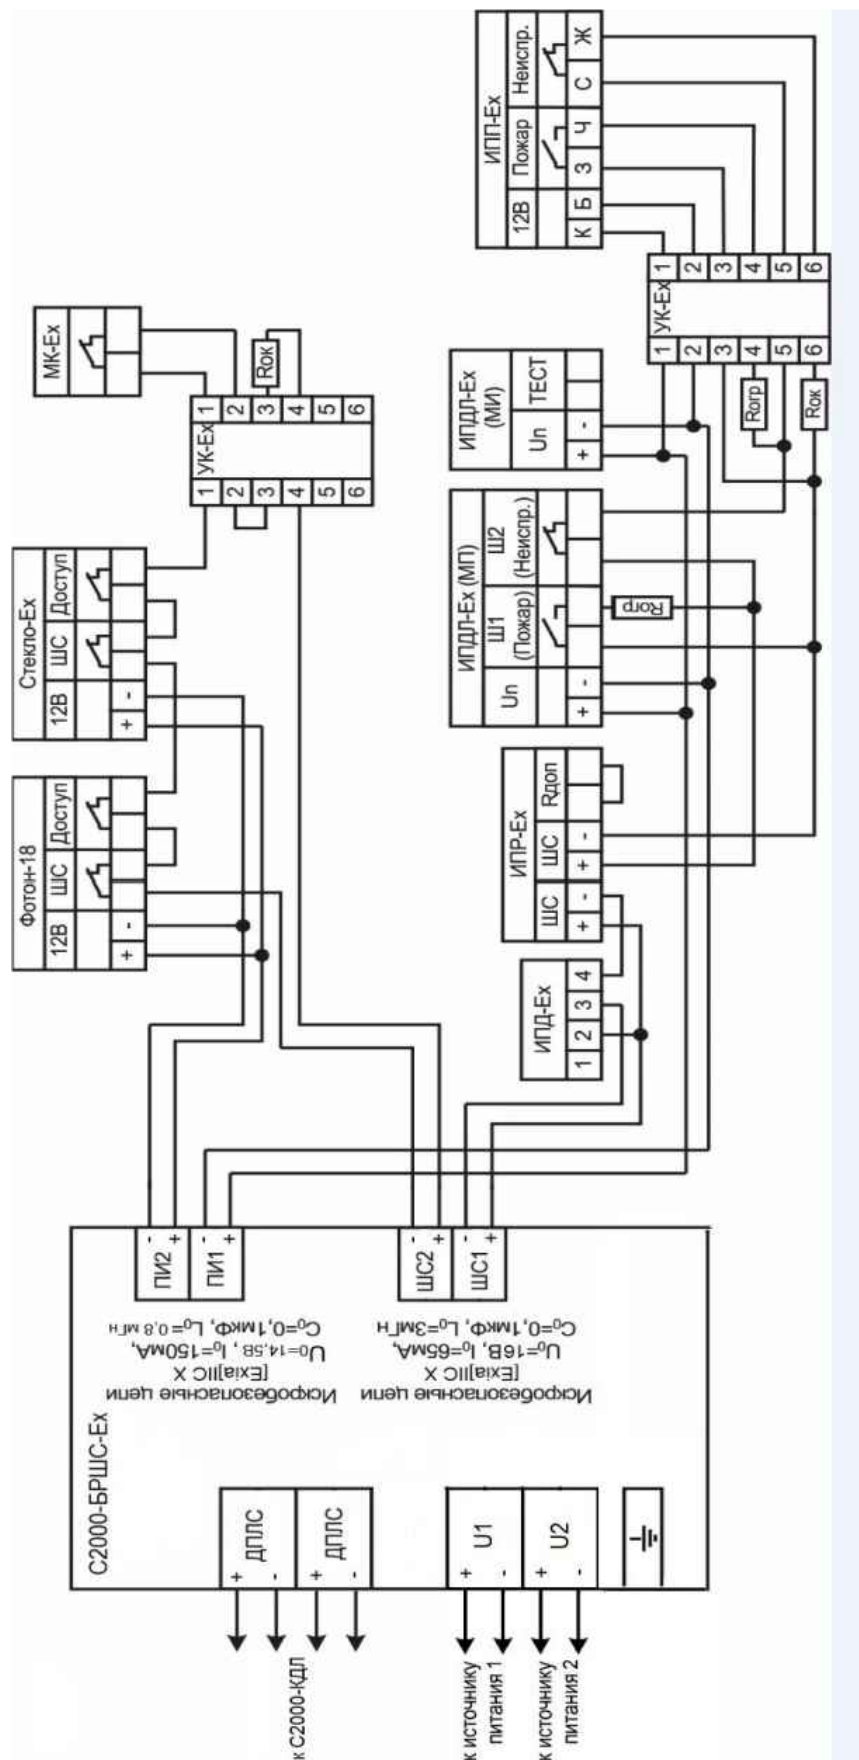 С2000-БРШС-Ex
Искробезопасные цепи
[Exia]IIC X
U₀=14,5В, I₀=150мА,
C₀=0,1мкФ, L₀=0,8 мГн
Искробезопасные цепи
[Exia]IIC X
U₀=16В, I₀=65мА,
C₀=0,1мкФ, L₀=3мГн
+ ДПЛС
-
+ ДПЛС
-
к С2000-КДЛ
+ U1
-
+ U2
-
к источнику
питания 1
к источнику
питания 2
ПИ2 - +
ПИ1 - +
ШС2 - +
ШС1 - +
Фотон-18
12В ШС Доступ
+ -
Стекло-Ex
12В ШС Доступ
+ -
МК-Ex
УК-Ex
1 2 3 4 5 6
1 2 3 4 5 6
Rок
ИПД-Ex
1 2 3 4
ИПР-Ex
ШС ШС Rдоп
+ - + -
ИПДЛ-Ex (МП)
Uп Ш1 Ш2
(Пожар) (Неиспр.)
+ -
Rогр
ИПДЛ-Ex
(МИ)
Uп ТЕСТ
+ -
УК-Ex
1 2 3 4 5 6
1 2 3 4 5 6
Rогр
Rок
ИПП-Ex
12В Пожар Неиспр.
К Б З Ч С Ж